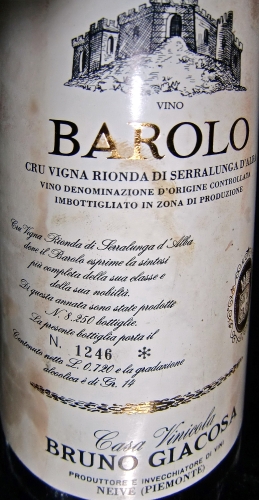 VINO
BAROLO
CRU VIGNA RIONDA DI SERRALUNGA D'ALBA
VINO DENOMINAZIONE D'ORIGINE CONTROLLATA
IMBOTTIGLIATO IN ZONA DI PRODUZIONE
Cru Vigna Rionda di Serralunga d'Alba
dove il Barolo esprime la sintesi
più completa della sua classe e
della sua nobiltà.
Di questa annata sono state prodotte
N. 8.250 bottiglie.
La presente bottiglia porta il
N. 1246 *
Contenuto netto L. 0,720 e la gradazione
alcoolica è di Gr. 14
Casa Vinicola
BRUNO GIACOSA
PRODUTTORE E INVECCHIATORE DI VINI
NEIVE (PIEMONTE)